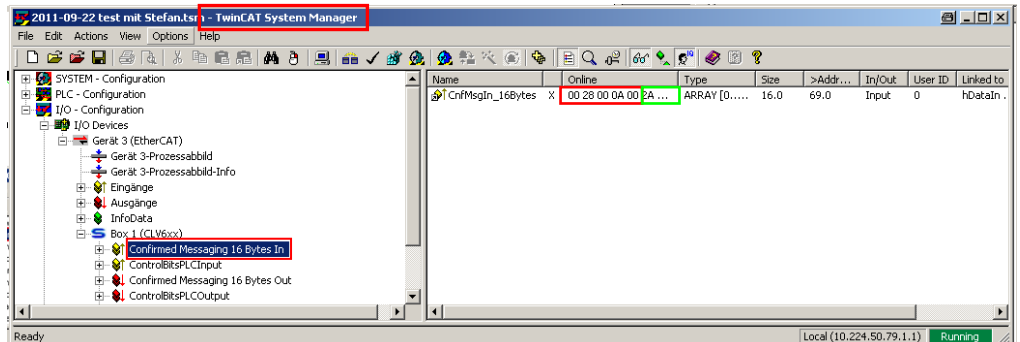 2011-09-22 test mit Stefan.tsm - TwinCAT System Manager
File Edit Actions View Options Help
SYSTEM - Configuration
PLC - Configuration
I/O - Configuration
I/O Devices
Gerät 3 (EtherCAT)
Gerät 3-Prozessabbild
Gerät 3-Prozessabbild-Info
Eingänge
Ausgänge
InfoData
Box 1 (CLV6xx)
Confirmed Messaging 16 Bytes In
ControlBitsPLCInput
Confirmed Messaging 16 Bytes Out
ControlBitsPLCOutput
Name Online Type Size >Addr... In/Out User ID Linked to
CnfMsgIn_16Bytes X 00 28 00 0A 00 2A ... ARRAY [0..... 16.0 69.0 Input 0 hDataIn .
Ready Local (10.224.50.79.1.1) Running